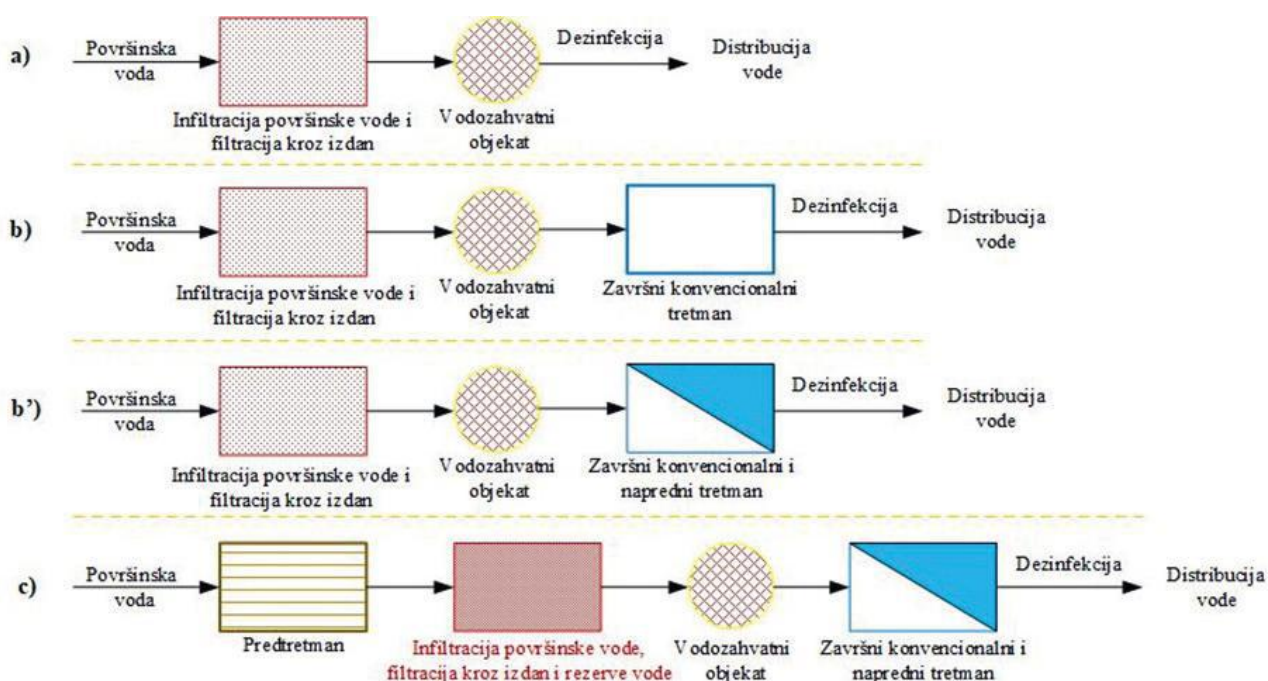 a)
Površinska
voda
Infiltracija površinske vode i
filtracija kroz izdan
Vodozahvatni
objekat
Dezinfekcija
Distribucija
vode
b)
Površinska
voda
Infiltracija površinske vode i
filtracija kroz izdan
Vodozahvatni
objekat
Završni konvencionalni
tretman
Dezinfekcija
Distribucija
vode
b’)
Površinska
voda
Infiltracija površinske vode i
filtracija kroz izdan
Vodozahvatni
objekat
Završni konvencionalni i
napredni tretman
Dezinfekcija
Distribucija
vode
c)
Površinska
voda
Predtretman
Infiltracija površinske vode,
filtracija kroz izdan i rezerve vode
Vodozahvatni
objekat
Završni konvencionalni i
napredni tretman
Dezinfekcija
Distribucija
vode